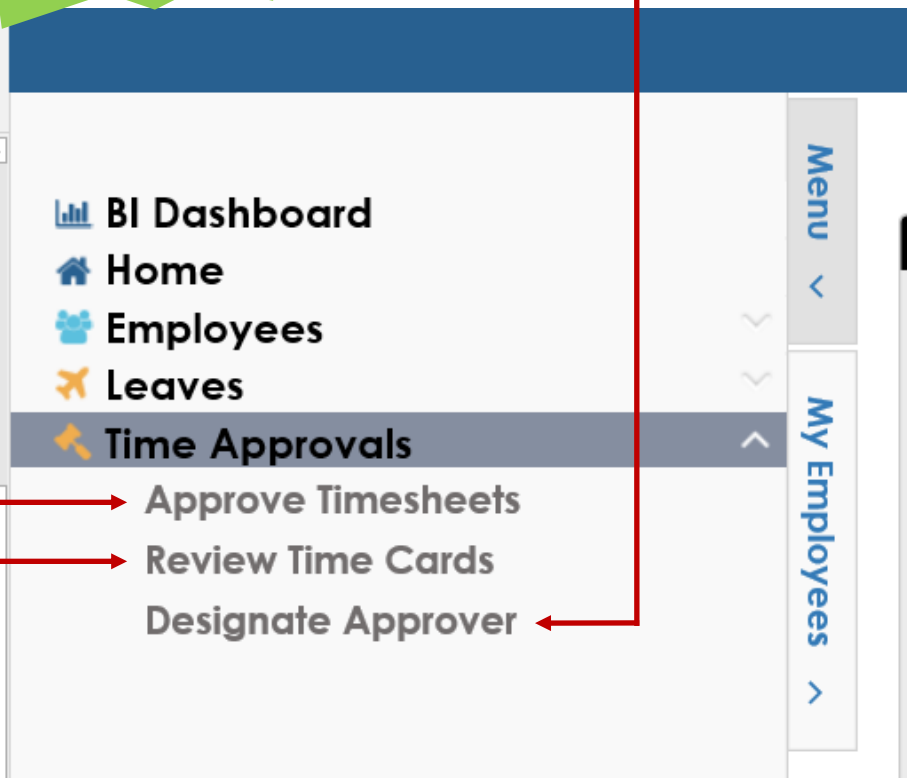 BI Dashboard
Home
Employees
Leaves
Time Approvals
Approve Timesheets
Review Time Cards
Designate Approver
Menu
My Employees